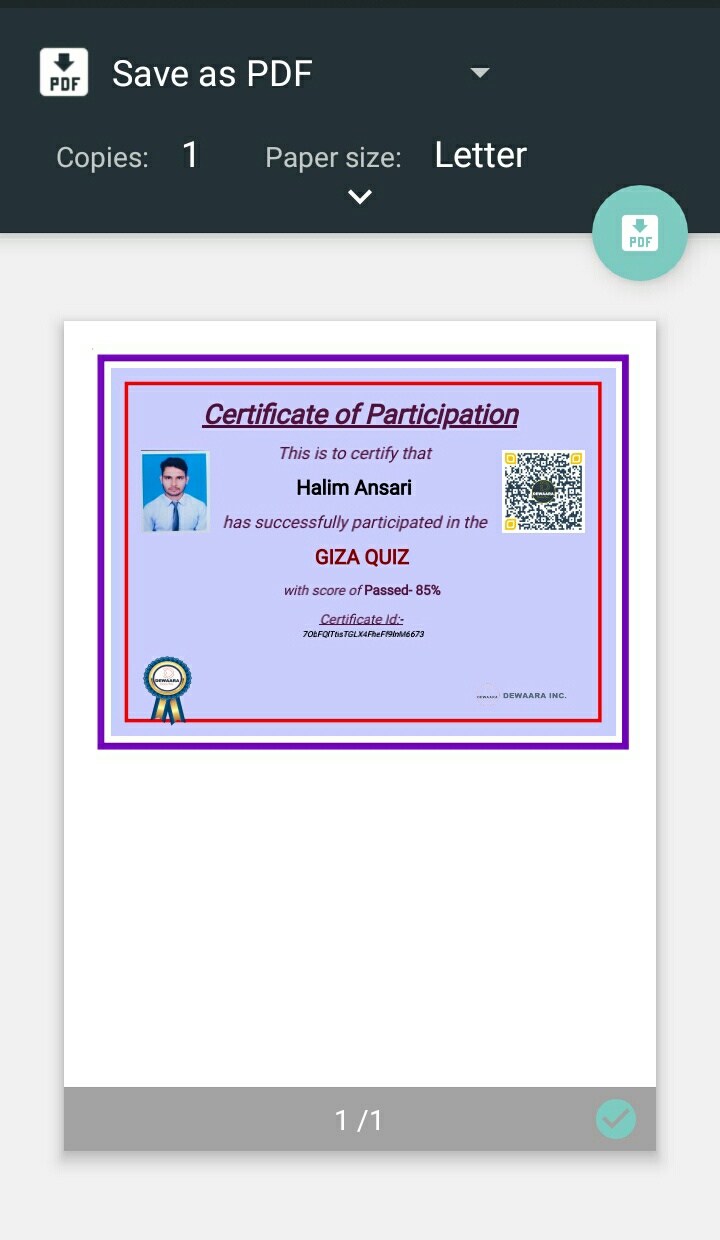 PDF Save as PDF
Copies: 1 Paper size: Letter
PDF
Certificate of Participation
This is to certify that
Halim Ansari
has successfully participated in the
DEWAARA
GIZA QUIZ
with score of Passed- 85%
Certificate Id:-
DEWAARA
DEWAARA DEWAARA INC.
1 /1